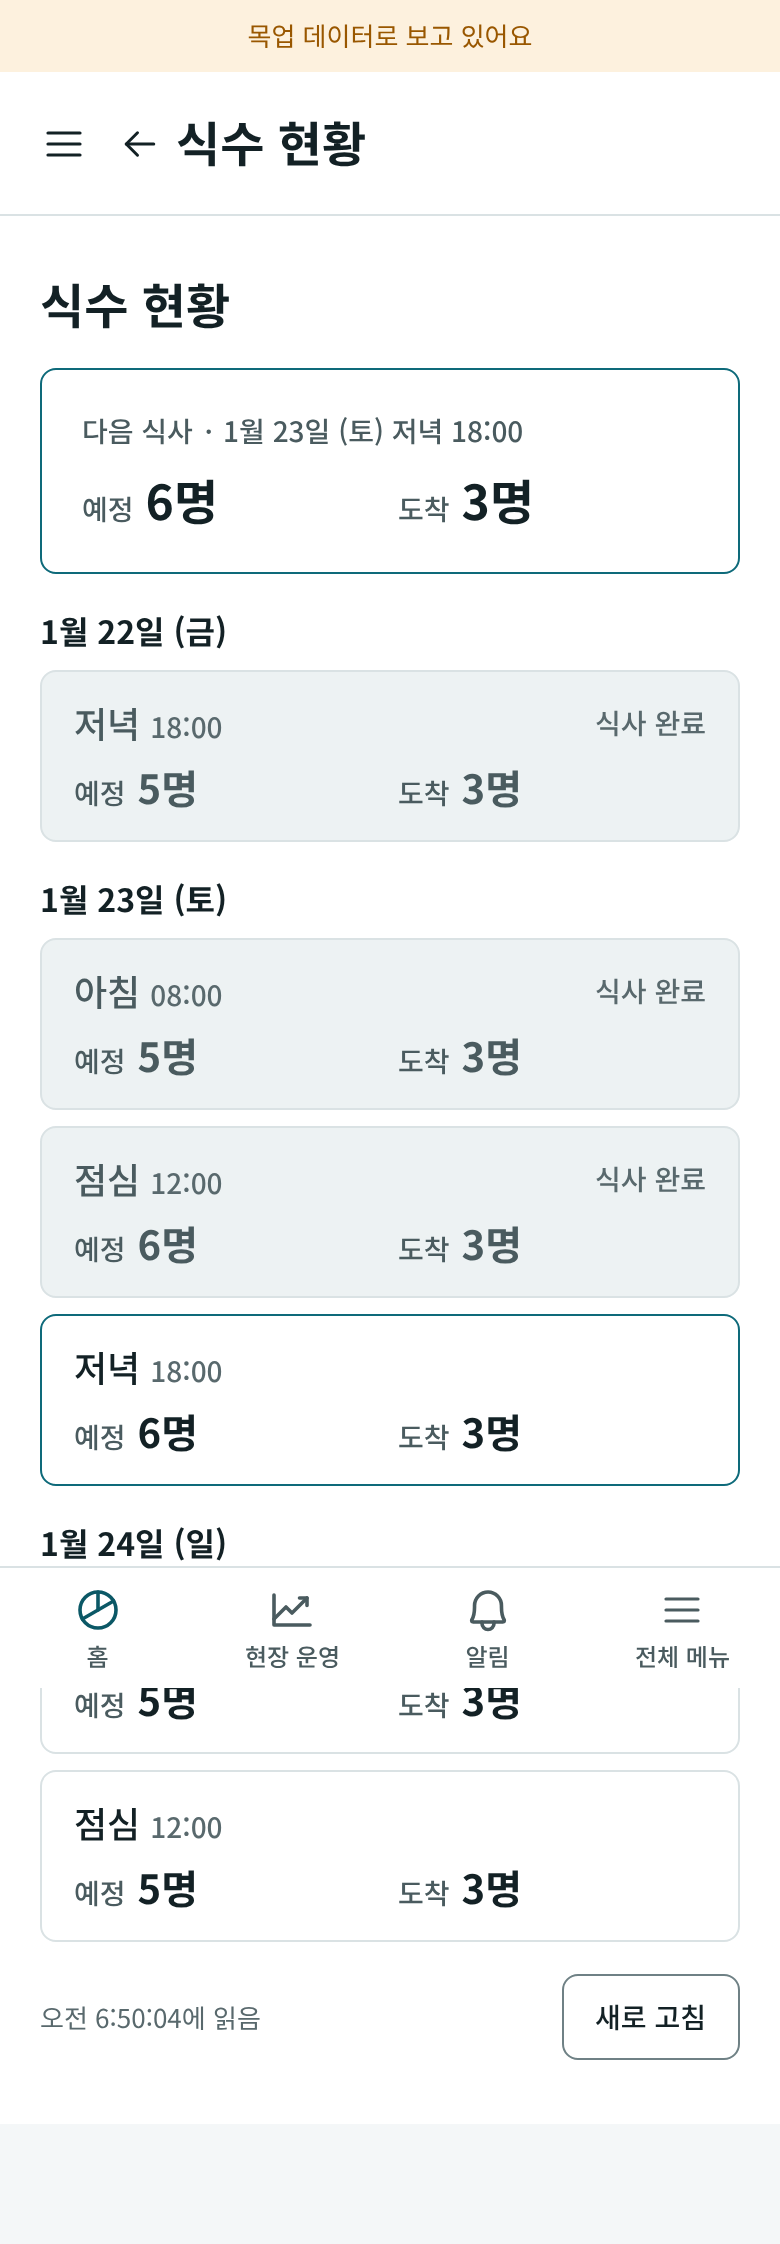 목업 데이터로 보고 있어요
식수 현황
식수 현황
다음 식사 · 1월 23일 (토) 저녁 18:00
예정 6명 도착 3명
1월 22일 (금)
저녁 18:00 식사 완료
예정 5명 도착 3명
1월 23일 (토)
아침 08:00 식사 완료
예정 5명 도착 3명
점심 12:00 식사 완료
예정 6명 도착 3명
저녁 18:00
예정 6명 도착 3명
1월 24일 (일)
홈 현장 운영 알림 전체 메뉴
예정 5명 도착 3명
점심 12:00
예정 5명 도착 3명
오전 6:50:04에 읽음 새로 고침